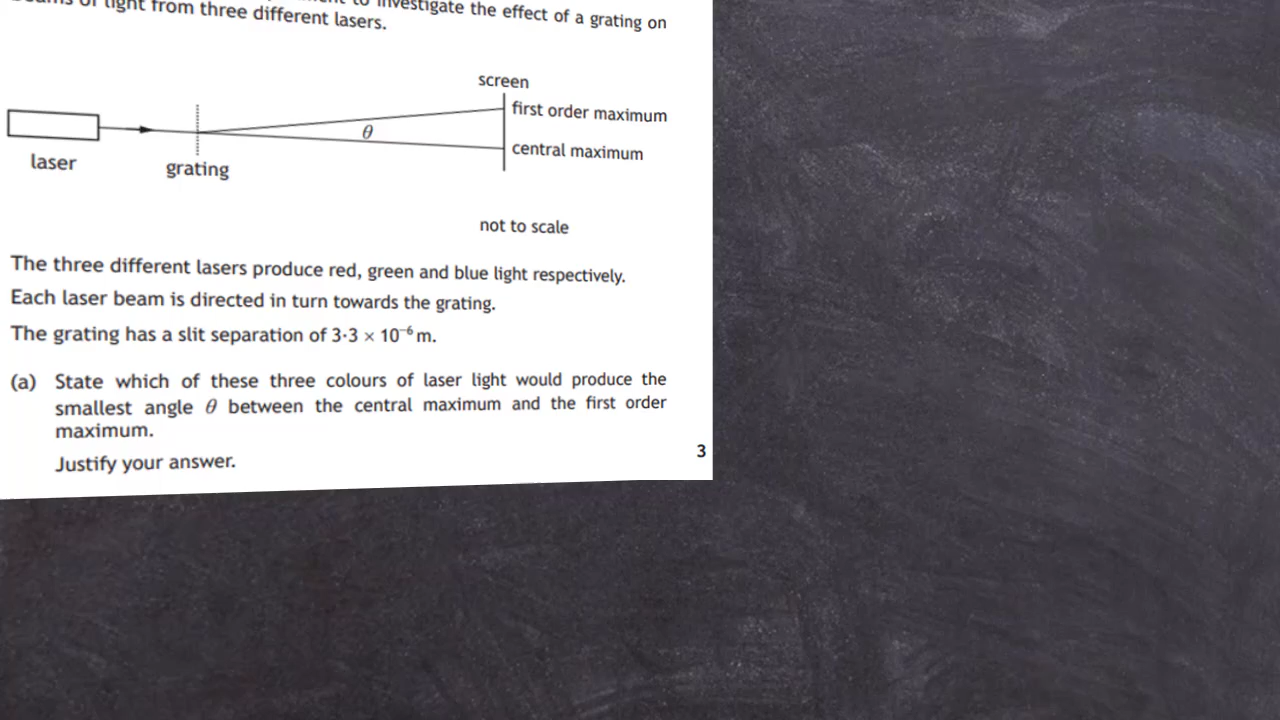 light from three different lasers.
to investigate the effect of a grating on
screen
first order maximum
θ
central maximum
laser
grating
not to scale
The three different lasers produce red, green and blue light respectively.
Each laser beam is directed in turn towards the grating.
The grating has a slit separation of 3·3 × 10⁻⁶ m.
(a) State which of these three colours of laser light would produce the
smallest angle θ between the central maximum and the first order
maximum.
Justify your answer.
3